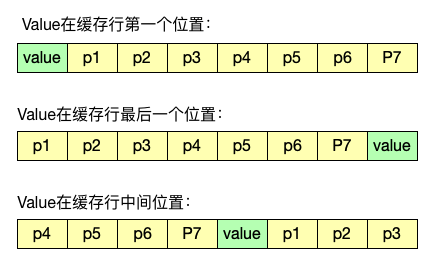 Value在缓存行第一个位置：
value p1 p2 p3 p4 p5 p6 P7
Value在缓存行最后一个位置：
p1 p2 p3 p4 p5 p6 P7 value
Value在缓存行中间位置：
p4 p5 p6 P7 value p1 p2 p3